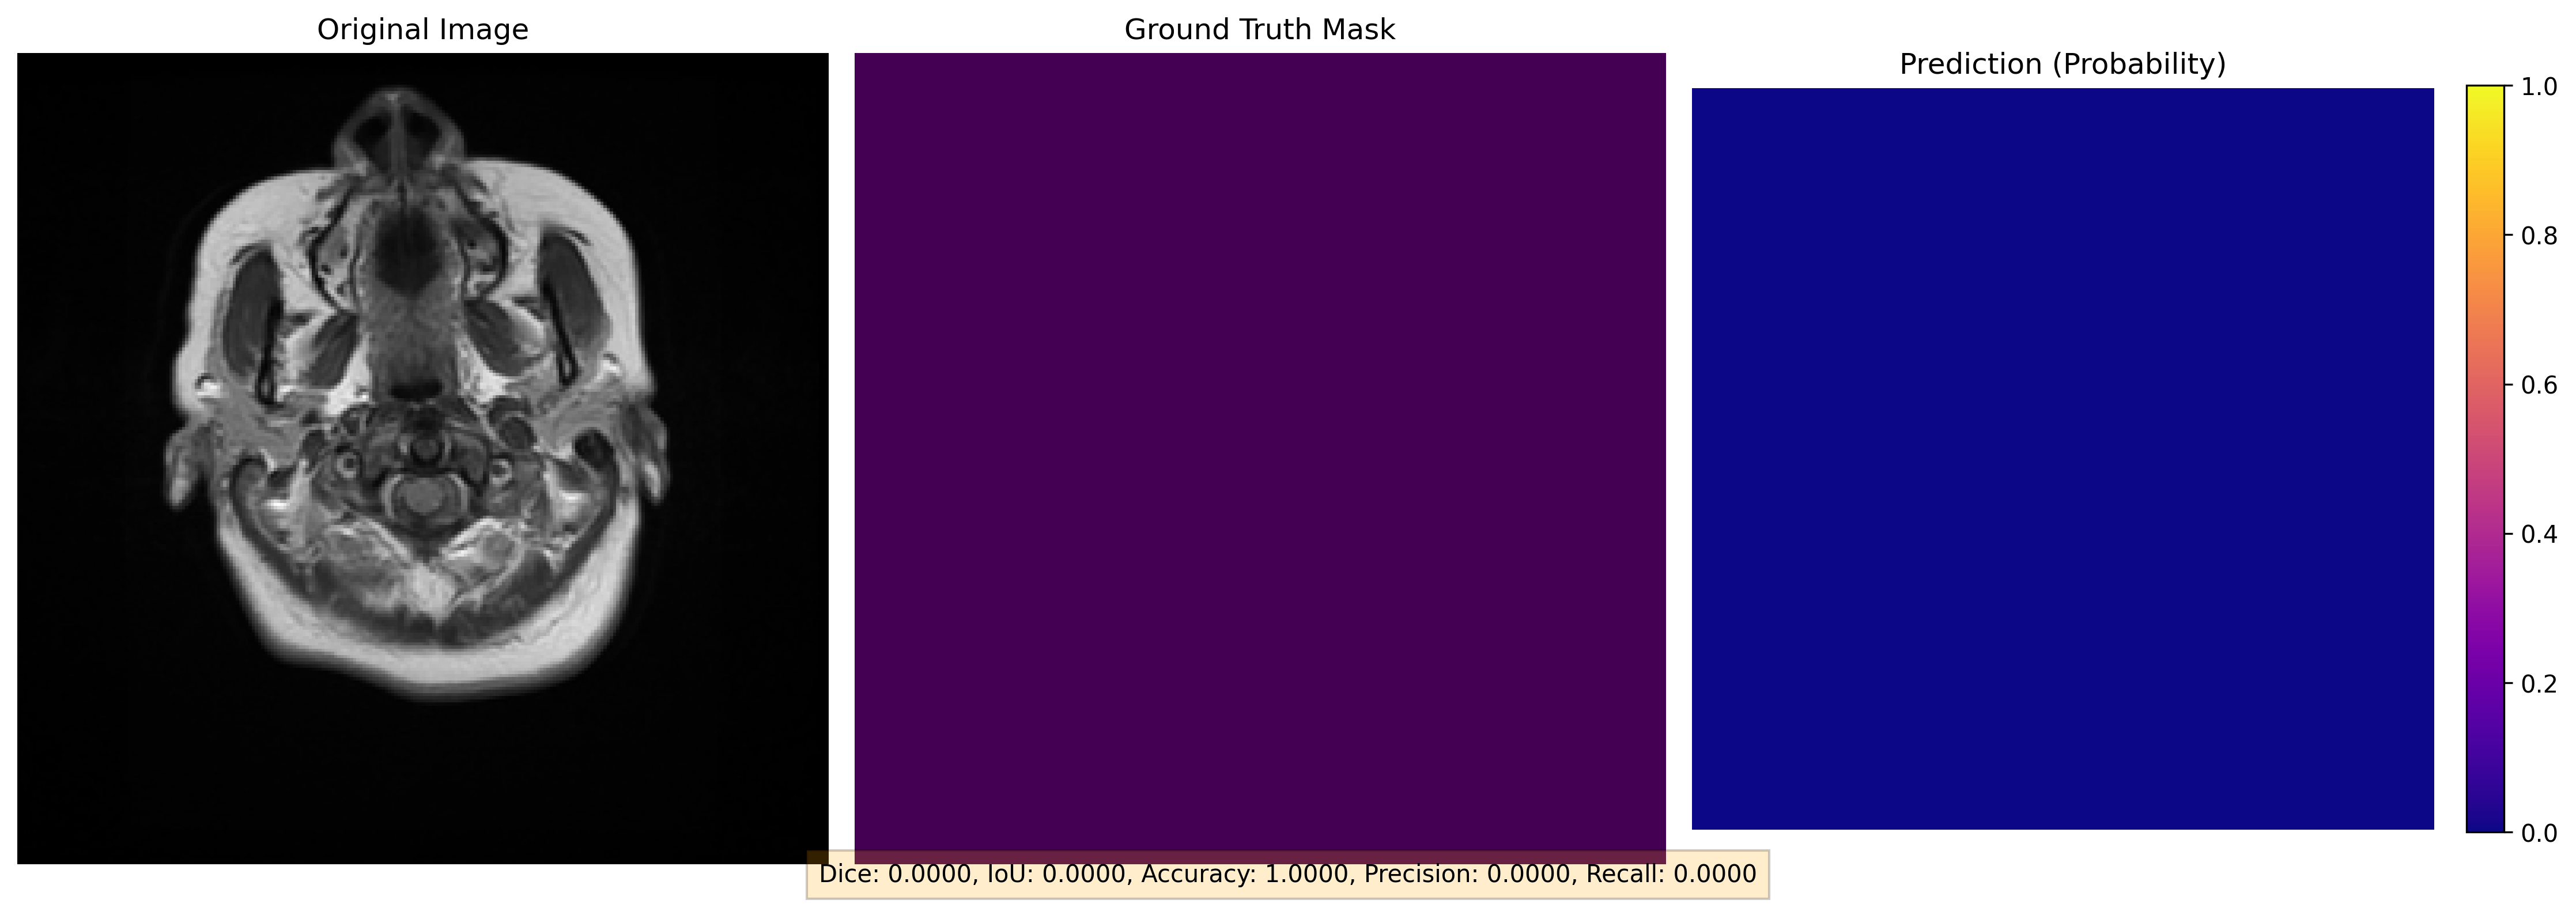 Original Image
Ground Truth Mask
Prediction (Probability)
1.0
0.8
0.6
0.4
0.2
0.0
Dice: 0.0000, IoU: 0.0000, Accuracy: 1.0000, Precision: 0.0000, Recall: 0.0000